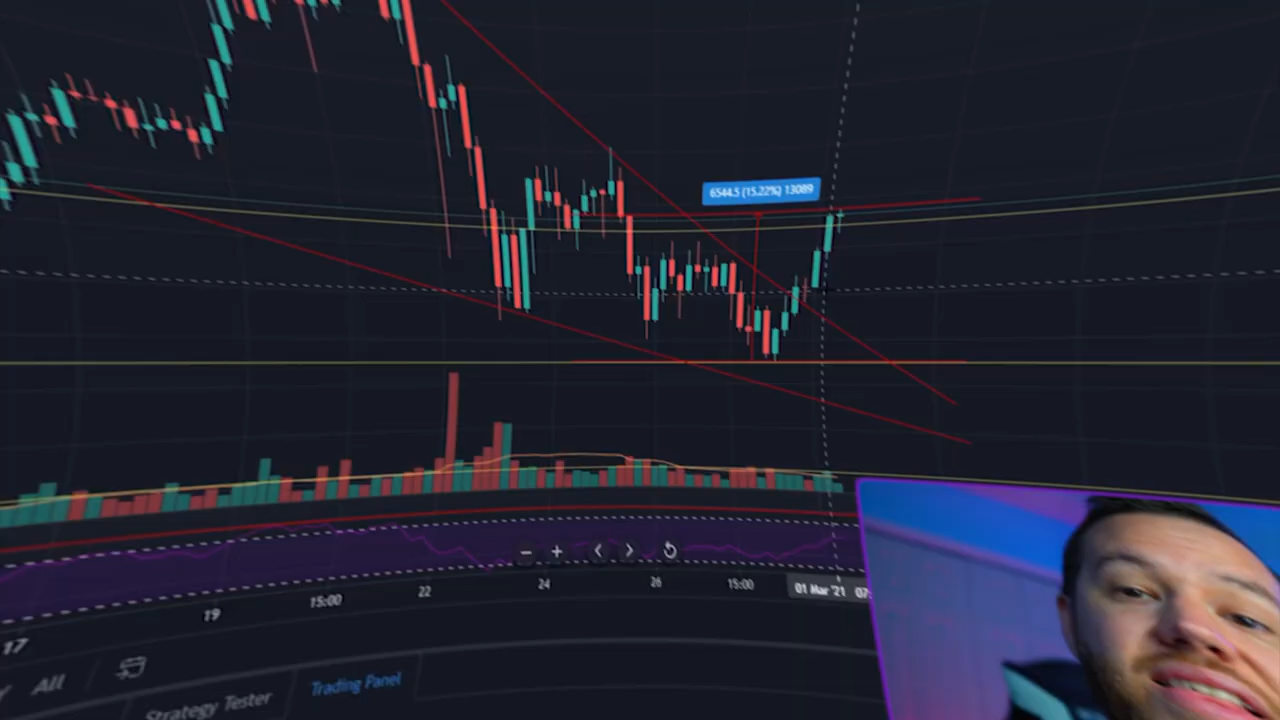 6544.5 (15.22%) 13089
17
19
15:00
22
24
26
15:00
01 Mar '21 07:
All
Strategy Tester
Trading Panel